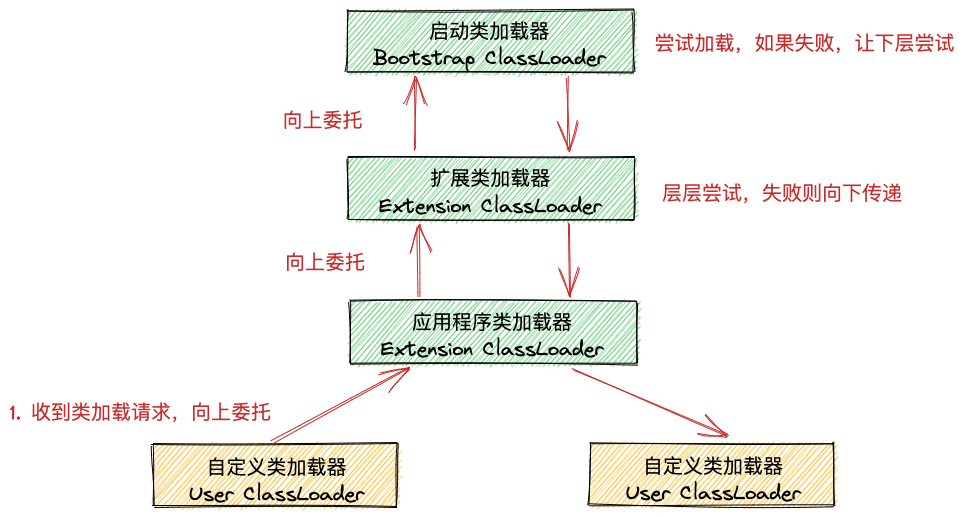 启动类加载器
Bootstrap ClassLoader
尝试加载，如果失败，让下层尝试
向上委托
扩展类加载器
Extension ClassLoader
层层尝试，失败则向下传递
向上委托
应用程序类加载器
Extension ClassLoader
1. 收到类加载请求，向上委托
自定义类加载器
User ClassLoader
自定义类加载器
User ClassLoader